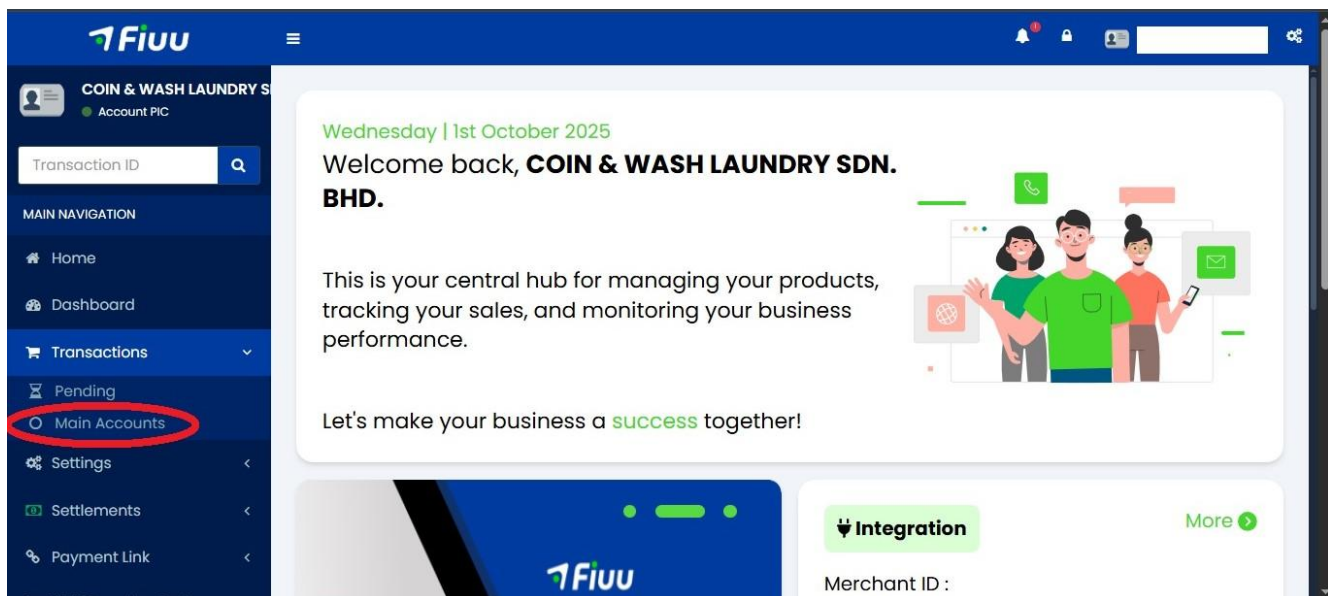 Fiuu
COIN & WASH LAUNDRY S
Account PIC
Transaction ID
MAIN NAVIGATION
Home
Dashboard
Transactions
Pending
Main Accounts
Settings
Settlements
Payment Link
Wednesday | 1st October 2025
Welcome back, COIN & WASH LAUNDRY SDN.
BHD.
This is your central hub for managing your products,
tracking your sales, and monitoring your business
performance.
Let's make your business a success together!
Fiuu
Integration
More
Merchant ID :